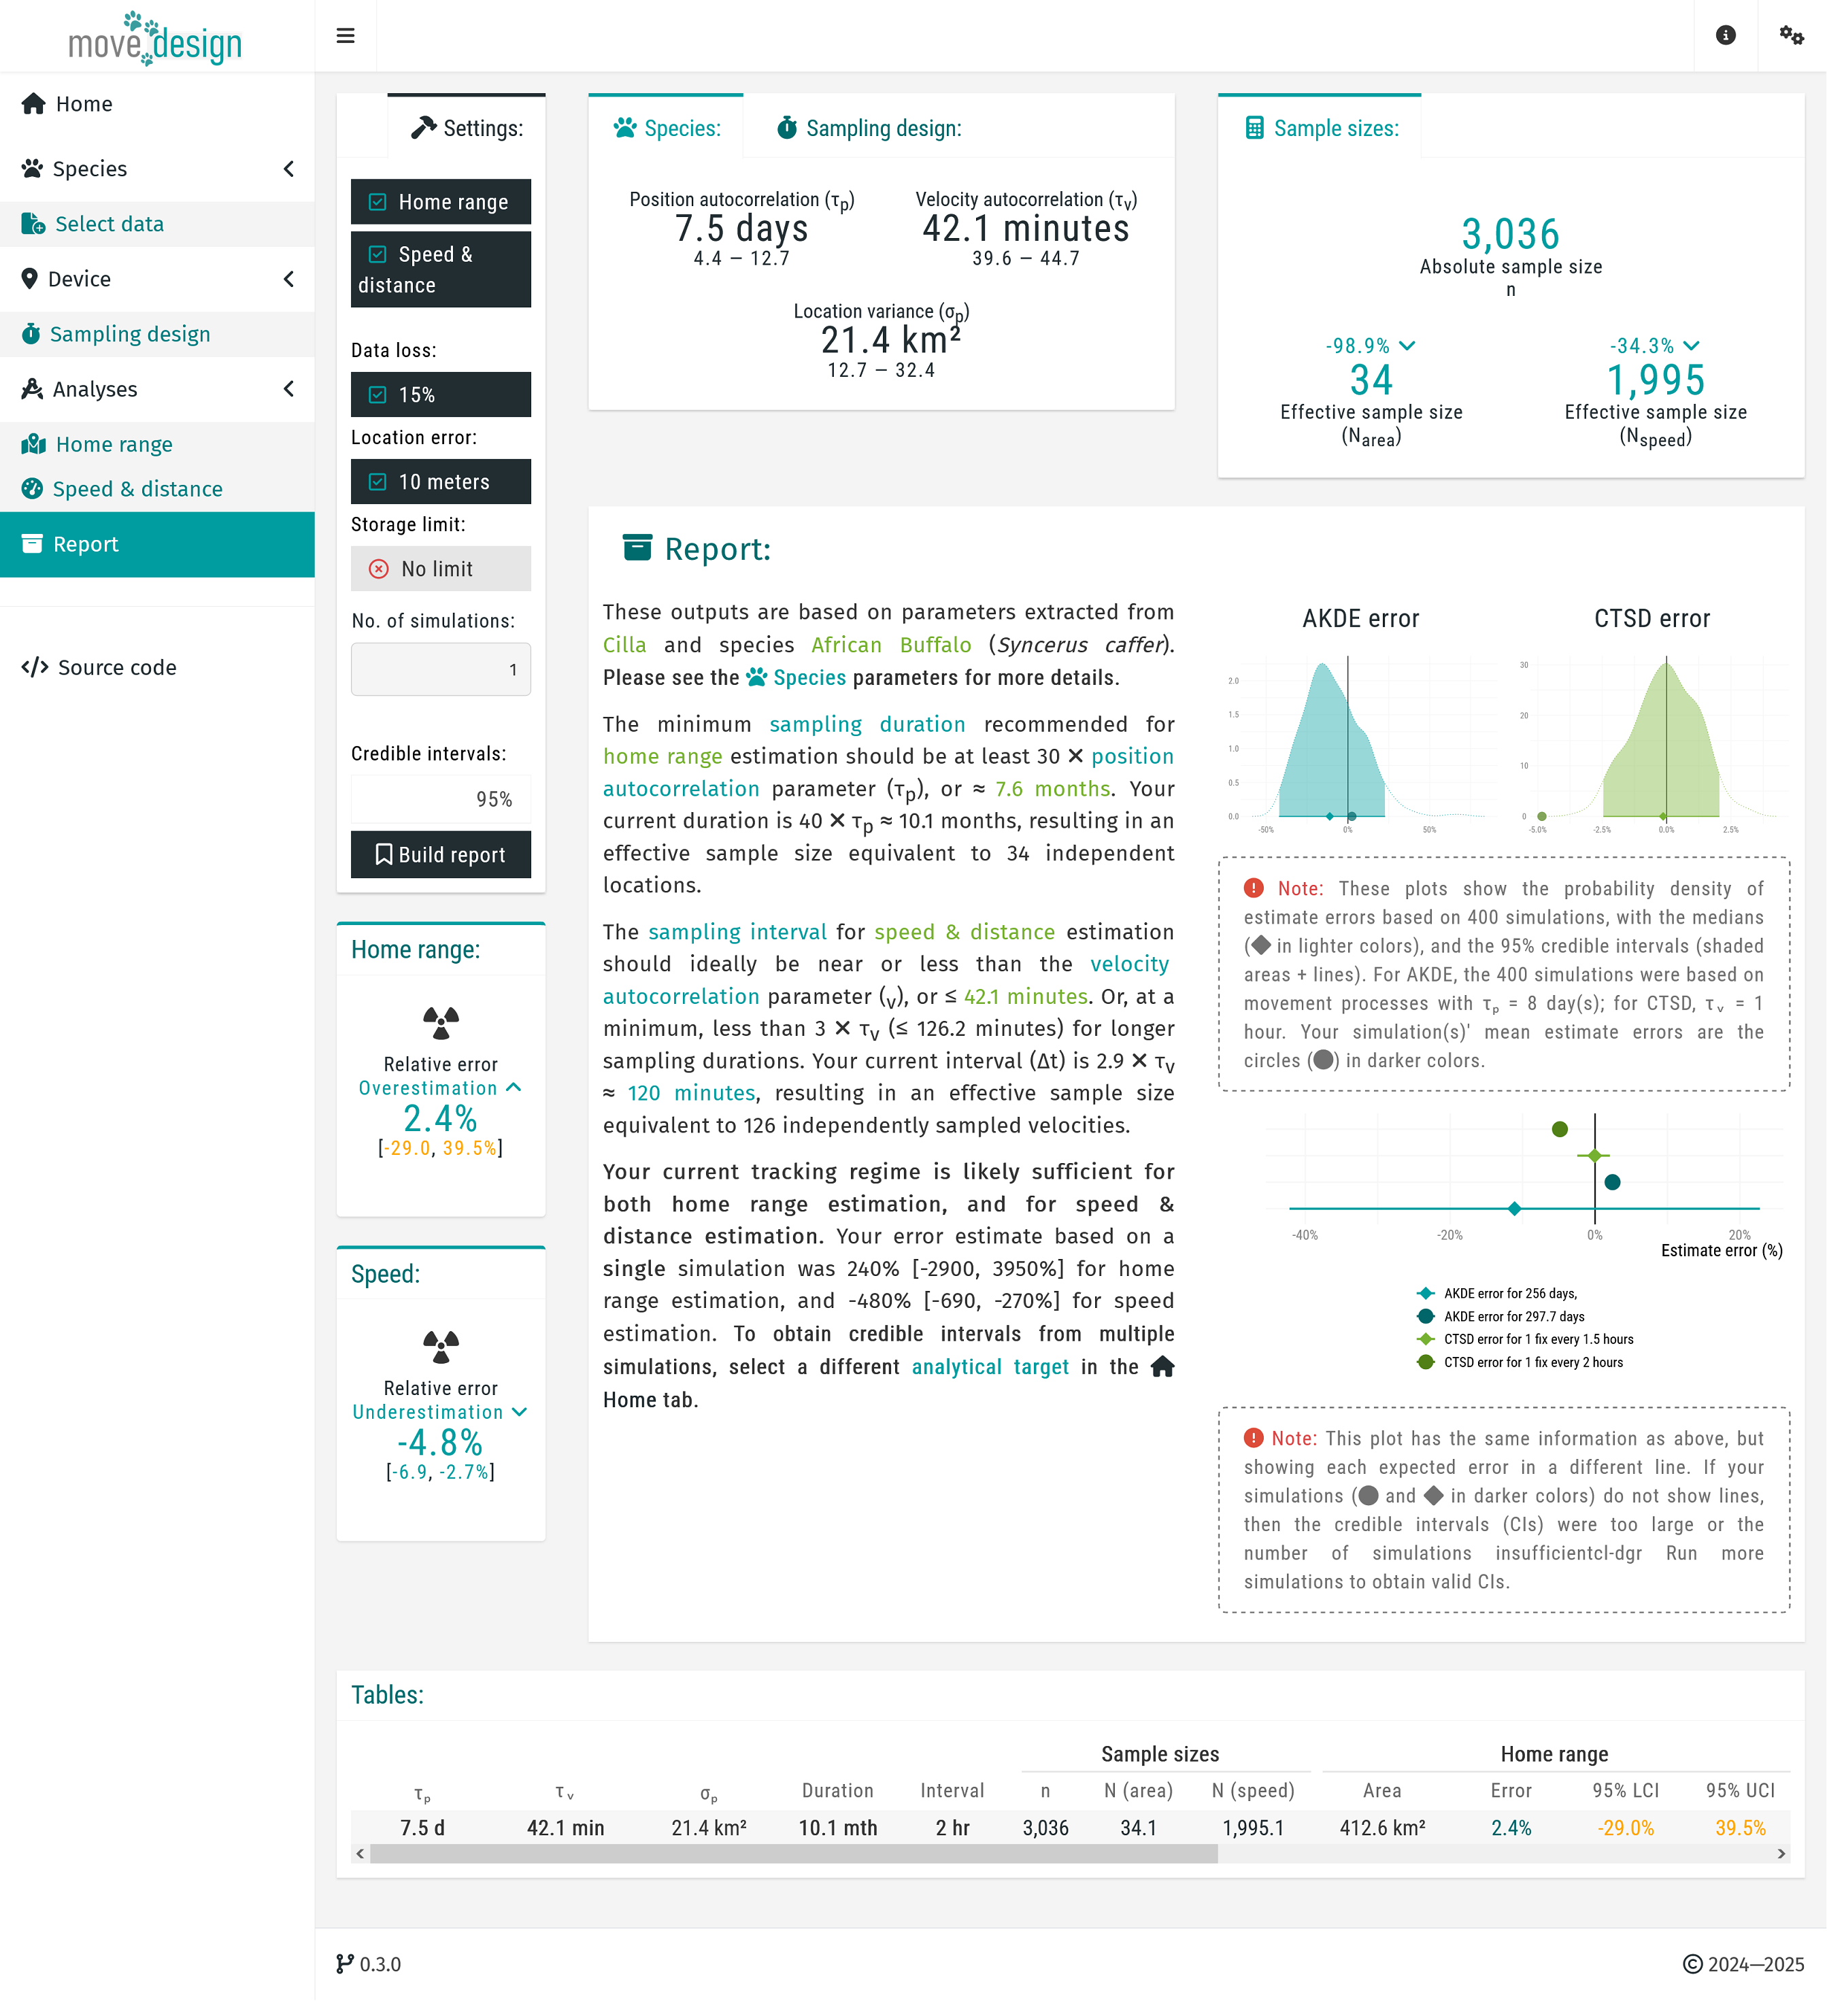 move design
Home
Species
Select data
Device
Sampling design
Analyses
Home range
Speed & distance
Report
Source code
Settings:
Home range
Speed &
distance
Data loss:
15%
Location error:
10 meters
Storage limit:
No limit
No. of simulations:
1
Credible intervals:
95%
Build report
Home range:
Relative error
Overestimation
2.4%
[-29.0, 39.5%]
Speed:
Relative error
Underestimation
-4.8%
[-6.9, -2.7%]
Species:
Sampling design:
Position autocorrelation (τp)
7.5 days
4.4 — 12.7
Velocity autocorrelation (τv)
42.1 minutes
39.6 — 44.7
Location variance (σp)
21.4 km²
12.7 — 32.4
Sample sizes:
3,036
Absolute sample size
n
-98.9%
34
Effective sample size
(Narea)
-34.3%
1,995
Effective sample size
(Nspeed)
Report:
These outputs are based on parameters extracted from
Cilla and species African Buffalo (Syncerus caffer).
Please see the Species parameters for more details.
The minimum sampling duration recommended for
home range estimation should be at least 30 × position
autocorrelation parameter (τp), or ≈ 7.6 months. Your
current duration is 40 × τp ≈ 10.1 months, resulting in an
effective sample size equivalent to 34 independent
locations.
The sampling interval for speed & distance estimation
should ideally be near or less than the velocity
autocorrelation parameter (v), or ≤ 42.1 minutes. Or, at a
minimum, less than 3 × τv (≤ 126.2 minutes) for longer
sampling durations. Your current interval (Δt) is 2.9 × τv
≈ 120 minutes, resulting in an effective sample size
equivalent to 126 independently sampled velocities.
Your current tracking regime is likely sufficient for
both home range estimation, and for speed &
distance estimation. Your error estimate based on a
single simulation was 240% [-2900, 3950%] for home
range estimation, and -480% [-690, -270%] for speed
estimation. To obtain credible intervals from multiple
simulations, select a different analytical target in the
Home tab.
AKDE error
2.0
1.5
1.0
0.5
0.0
-50% 0% 50%
CTSD error
30
20
10
0
-5.0% -2.5% 0.0% 2.5%
Note: These plots show the probability density of
estimate errors based on 400 simulations, with the medians
( in lighter colors), and the 95% credible intervals (shaded
areas + lines). For AKDE, the 400 simulations were based on
movement processes with τp = 8 day(s); for CTSD, τv = 1
hour. Your simulation(s)' mean estimate errors are the
circles ( ) in darker colors.
-40% -20% 0% 20%
Estimate error (%)
AKDE error for 256 days,
AKDE error for 297.7 days
CTSD error for 1 fix every 1.5 hours
CTSD error for 1 fix every 2 hours
Note: This plot has the same information as above, but
showing each expected error in a different line. If your
simulations ( and in darker colors) do not show lines,
then the credible intervals (CIs) were too large or the
number of simulations insufficientcl-dgr Run more
simulations to obtain valid CIs.
Tables:
Sample sizes Home range
τp τv σp Duration Interval n N (area) N (speed) Area Error 95% LCI 95% UCI
7.5 d 42.1 min 21.4 km² 10.1 mth 2 hr 3,036 34.1 1,995.1 412.6 km² 2.4% -29.0% 39.5%
0.3.0
© 2024—2025